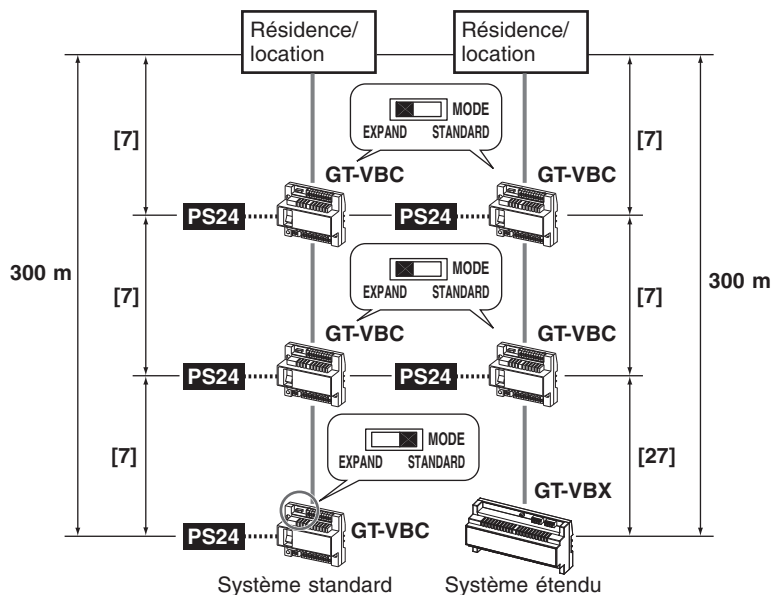 Résidence/
location
Résidence/
location
MODE
EXPAND STANDARD
[7]
[7]
GT-VBC
GT-VBC
PS24
PS24
300 m
MODE
EXPAND STANDARD
300 m
[7]
[7]
GT-VBC
GT-VBC
PS24
PS24
MODE
EXPAND STANDARD
[7]
[27]
GT-VBX
PS24
GT-VBC
Système standard
Système étendu